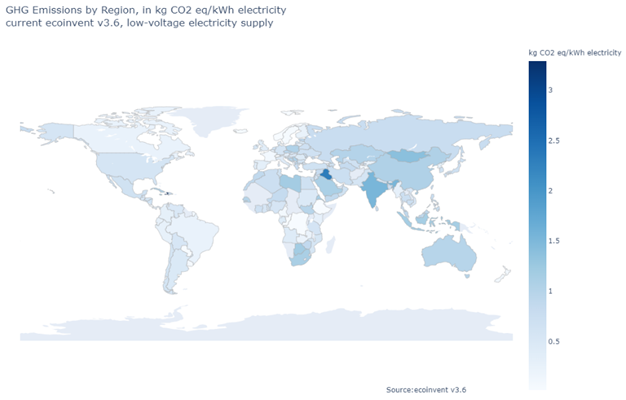 GHG Emissions by Region, in kg CO2 eq/kWh electricity
current ecoinvent v3.6, low-voltage electricity supply
kg CO2 eq/kWh electricity
3
2.5
2
1.5
1
0.5
Source:ecoinvent v3.6